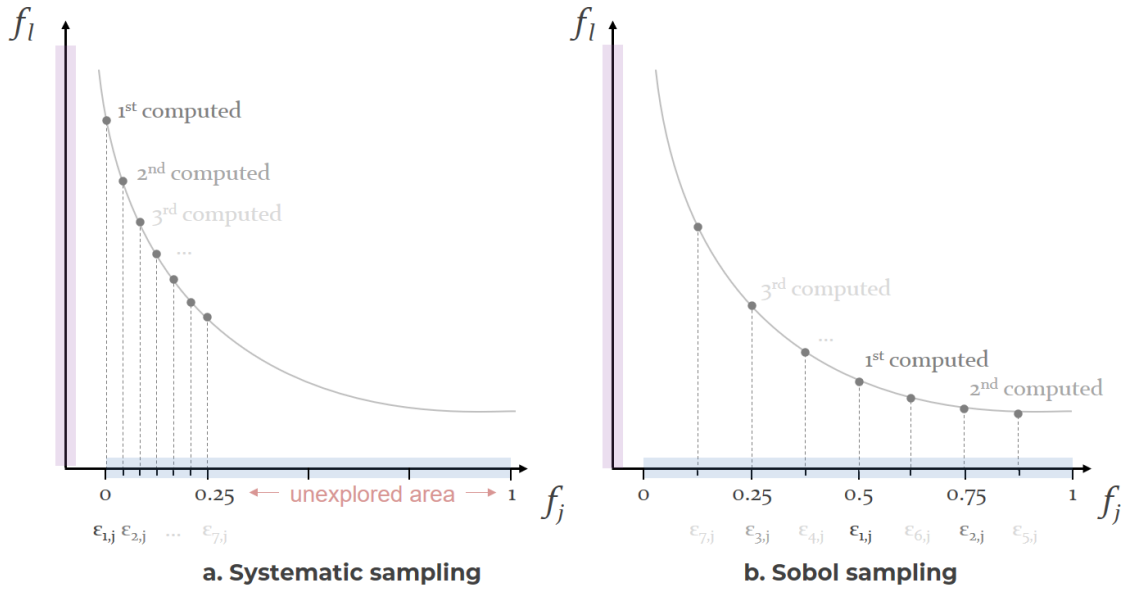 f_l
1st computed
2nd computed
3rd computed
...
0
0.25
unexplored area
1
f_j
ε1,j
ε2,j
...
ε7,j
a. Systematic sampling
f_l
3rd computed
...
1st computed
2nd computed
0
0.25
0.5
0.75
1
f_j
ε7,j
ε3,j
ε4,j
ε1,j
ε6,j
ε2,j
ε5,j
b. Sobol sampling